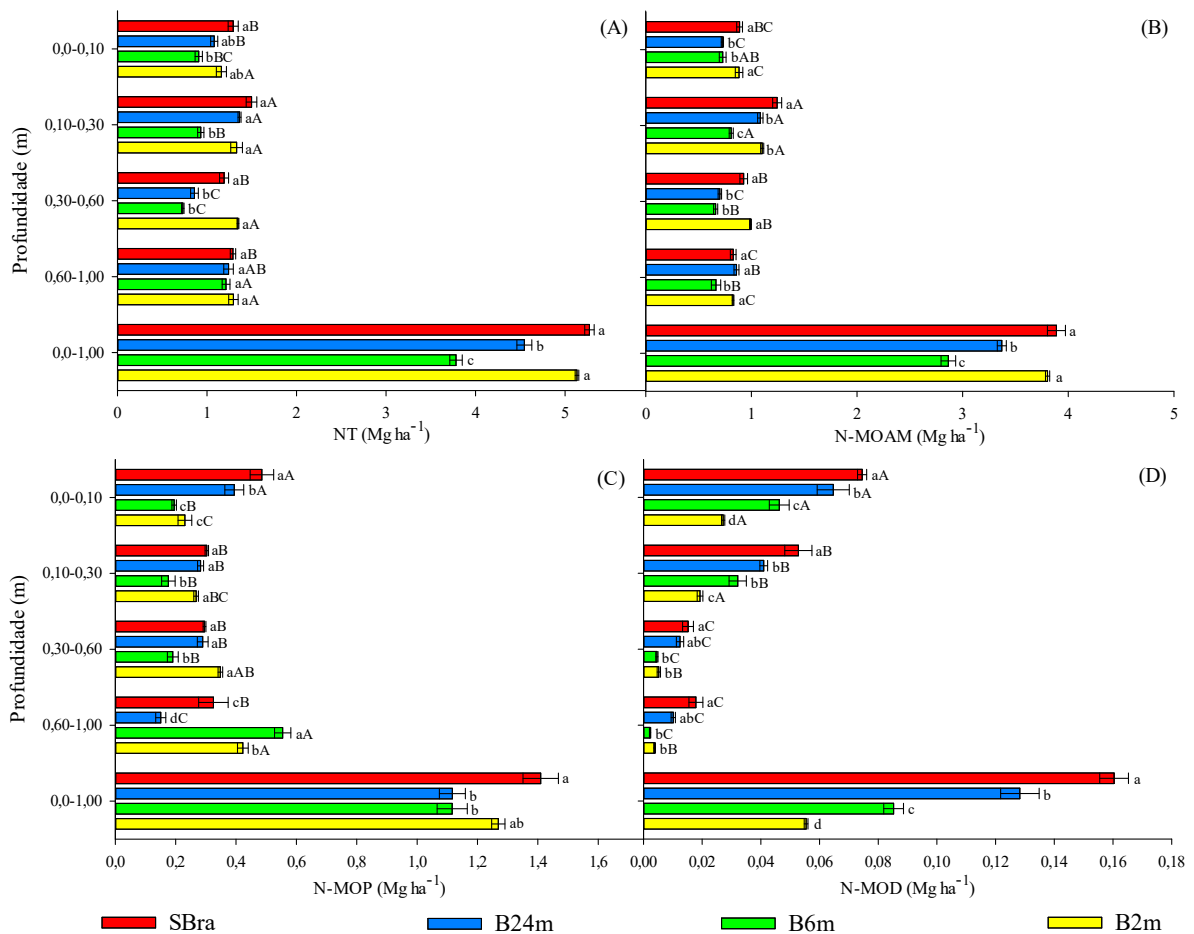 (A)
Profundidade (m)
0,0-0,10
aB
abB
bBC
abA
0,10-0,30
aA
aA
bB
aA
0,30-0,60
aB
bC
bC
aA
0,60-1,00
aB
aAB
aA
aA
0,0-1,00
a
b
c
a
0 1 2 3 4 5
NT (Mg ha⁻¹)
(B)
aBC
bC
bAB
aC
aA
bA
cA
bA
aB
bC
bB
aB
aC
aB
bB
aC
a
b
c
a
0 1 2 3 4 5
N-MOAM (Mg ha⁻¹)
(C)
Profundidade (m)
0,0-0,10
aA
bA
cB
cC
0,10-0,30
aB
aB
bB
aBC
0,30-0,60
aB
aB
bB
aAB
0,60-1,00
cB
dC
aA
bA
0,0-1,00
a
b
b
ab
0,0 0,2 0,4 0,6 0,8 1,0 1,2 1,4 1,6
N-MOP (Mg ha⁻¹)
(D)
aA
bA
cA
dA
aB
bB
bB
cA
aC
abC
bC
bB
aC
abC
bC
bB
a
b
c
d
0,00 0,02 0,04 0,06 0,08 0,10 0,12 0,14 0,16 0,18
N-MOD (Mg ha⁻¹)
SBra B24m B6m B2m